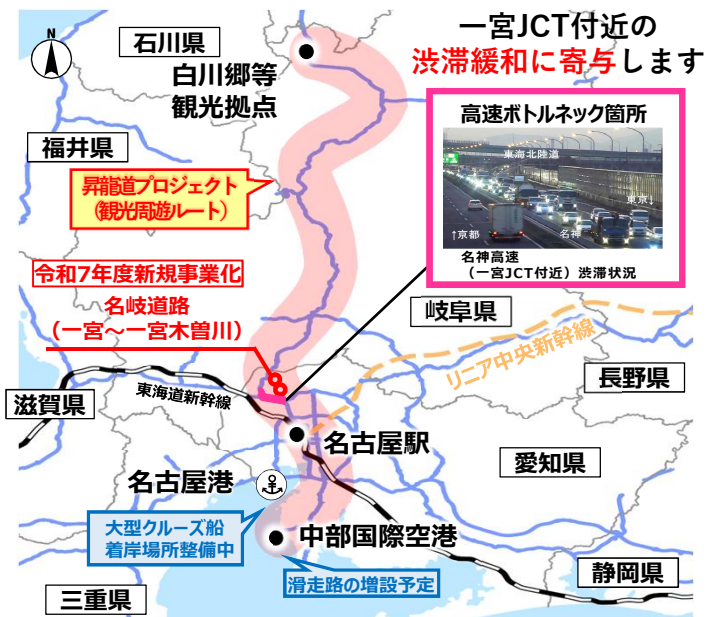 一宮JCT付近の
渋滞緩和に寄与します
N
石川県
白川郷等
観光拠点
高速ボトルネック箇所
東海北陸道
東京↓
↑京都
名神
名神高速
（一宮JCT付近）渋滞状況
福井県
昇龍道プロジェクト
（観光周遊ルート）
令和7年度新規事業化
名岐道路
（一宮～一宮木曽川）
岐阜県
リニア中央新幹線
長野県
滋賀県
東海道新幹線
名古屋駅
愛知県
名古屋港
大型クルーズ船
着岸場所整備中
中部国際空港
滑走路の増設予定
静岡県
三重県